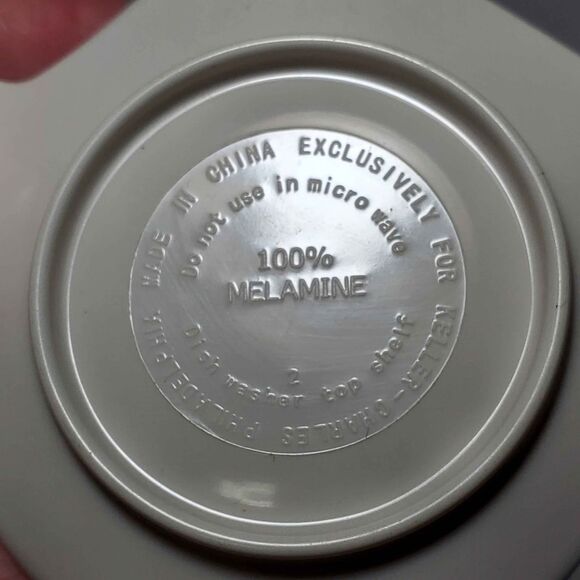 MADE IN CHINA EXCLUSIVELY FOR KELLER-CHARLES PHILADELPHIA
Do not use in micro wave
100%
MELAMINE
2
Dish washer top shelf